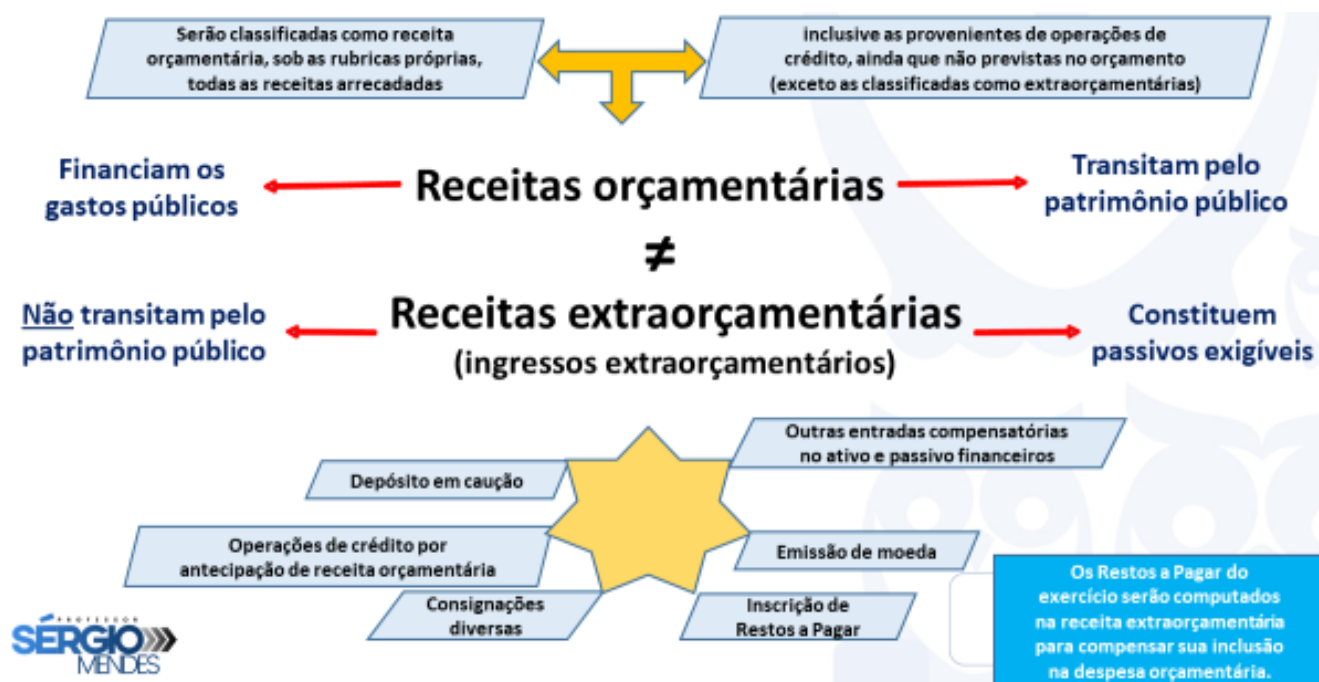 Serão classificadas como receita
orçamentária, sob as rubricas próprias,
todas as receitas arrecadadas
inclusive as provenientes de operações de
crédito, ainda que não previstas no orçamento
(exceto as classificadas como extraorçamentárias)
Financiam os
gastos públicos
Receitas orçamentárias
Transitam pelo
patrimônio público
≠
Não transitam pelo
patrimônio público
Receitas extraorçamentárias
(ingressos extraorçamentários)
Constituem
passivos exigíveis
Outras entradas compensatórias
no ativo e passivo financeiros
Depósito em caução
Operações de crédito por
antecipação de receita orçamentária
Emissão de moeda
Consignações
diversas
Inscrição de
Restos a Pagar
Os Restos a Pagar do
exercício serão computados
na receita extraorçamentária
para compensar sua inclusão
na despesa orçamentária.
PROFESSOR
SÉRGIO
MENDES